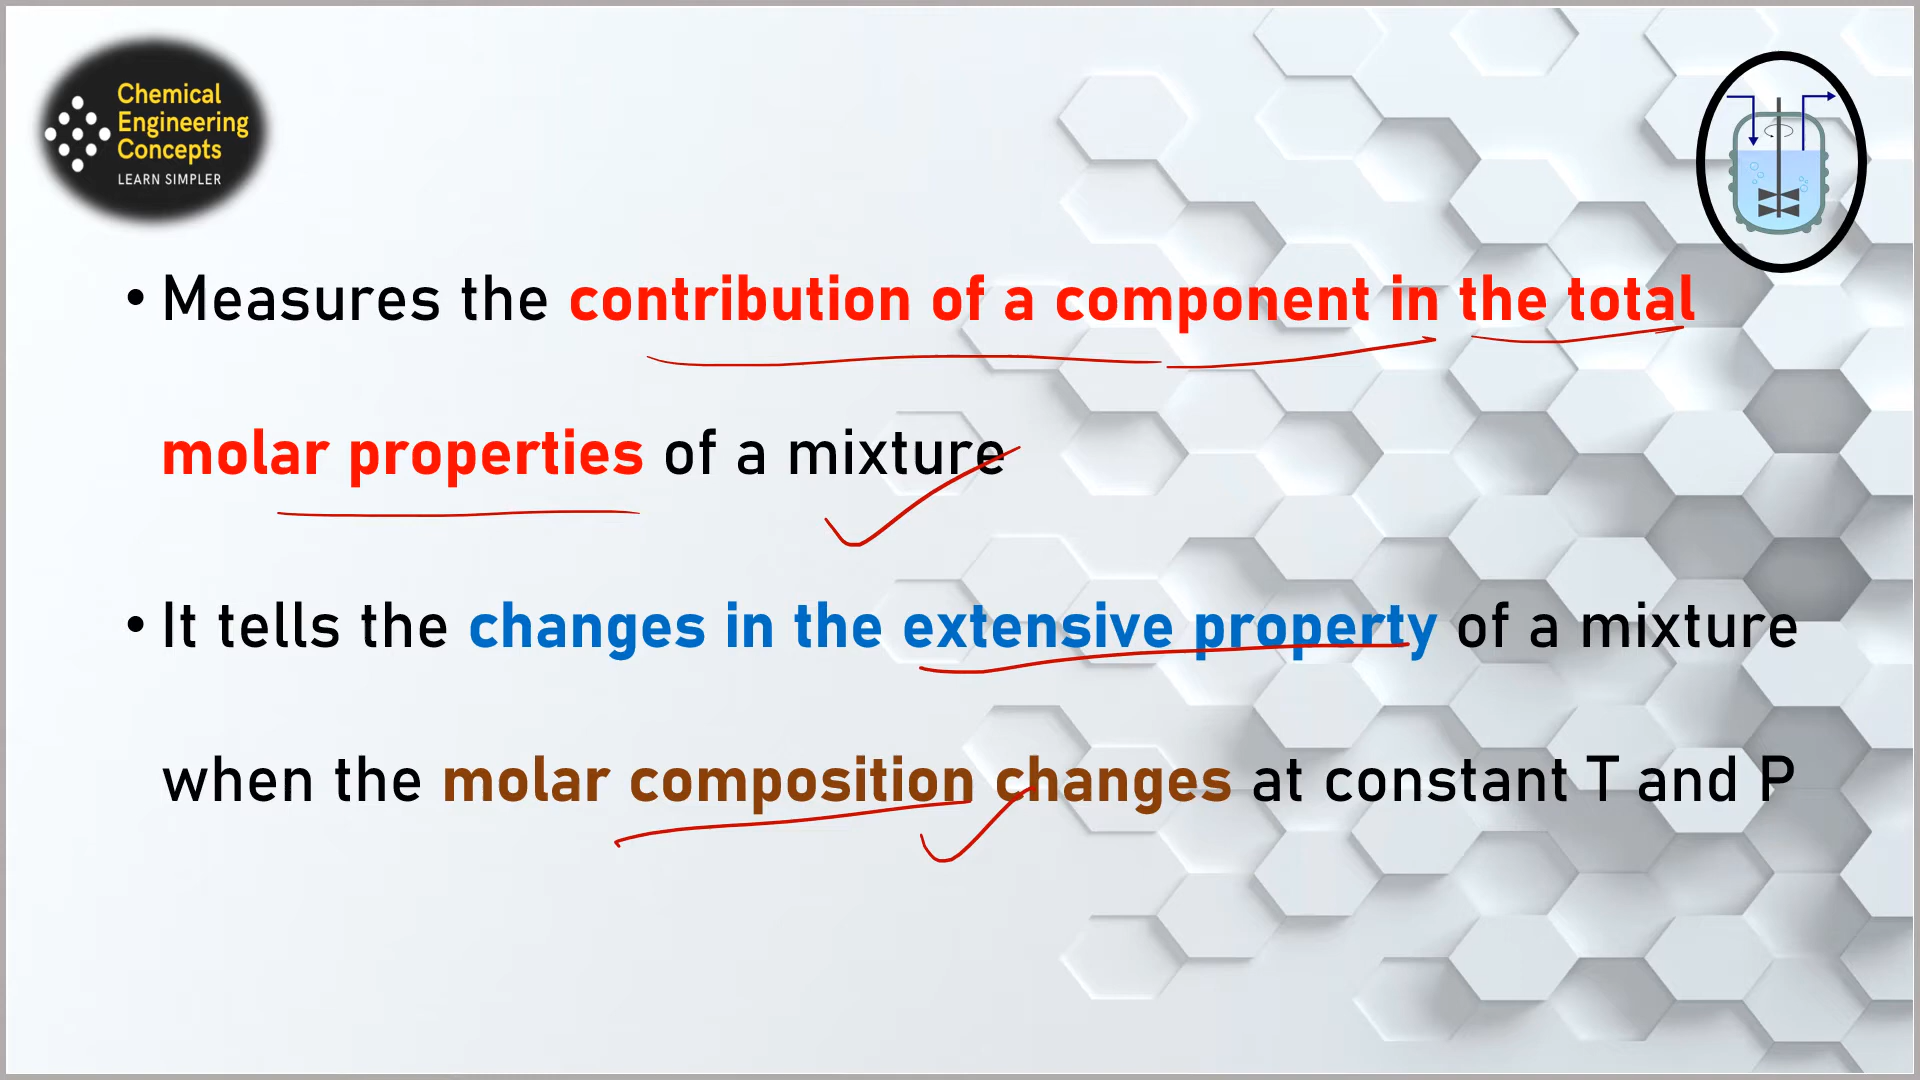 Chemical
Engineering
Concepts
LEARN SIMPLER
• Measures the contribution of a component in the total
molar properties of a mixture
• It tells the changes in the extensive property of a mixture
when the molar composition changes at constant T and P